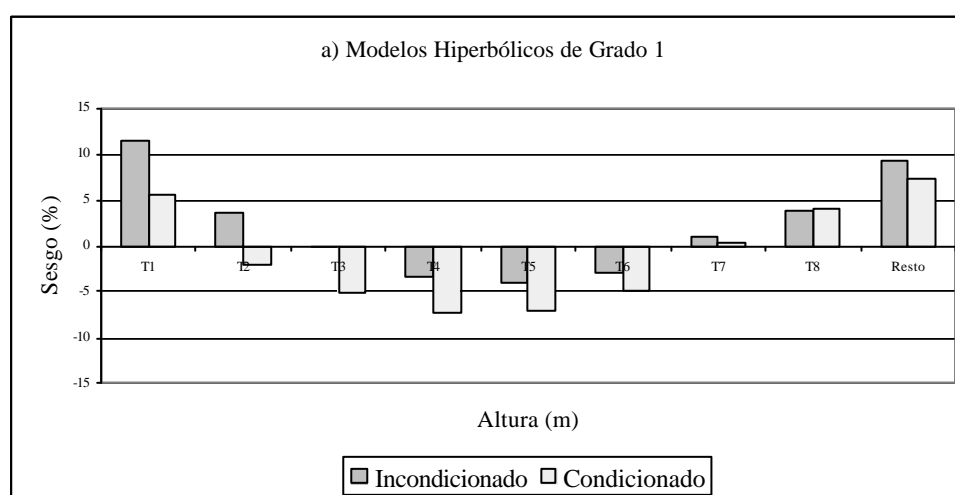 a) Modelos Hiperbólicos de Grado 1
15
10
5
0
-5
-10
-15
Sesgo (%)
T1 T2 T3 T4 T5 T6 T7 T8 Resto
Altura (m)
Incondicionado Condicionado